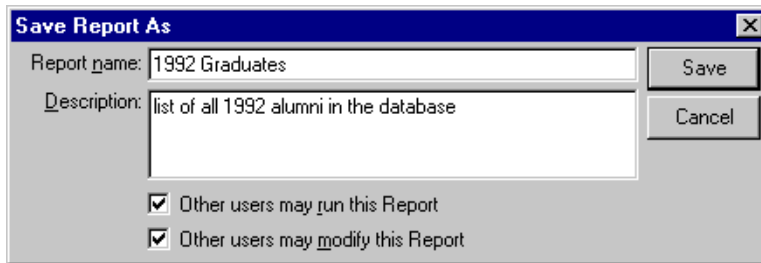 Save Report As
Report name: 1992 Graduates
Save
Description: list of all 1992 alumni in the database
Cancel
Other users may run this Report
Other users may modify this Report